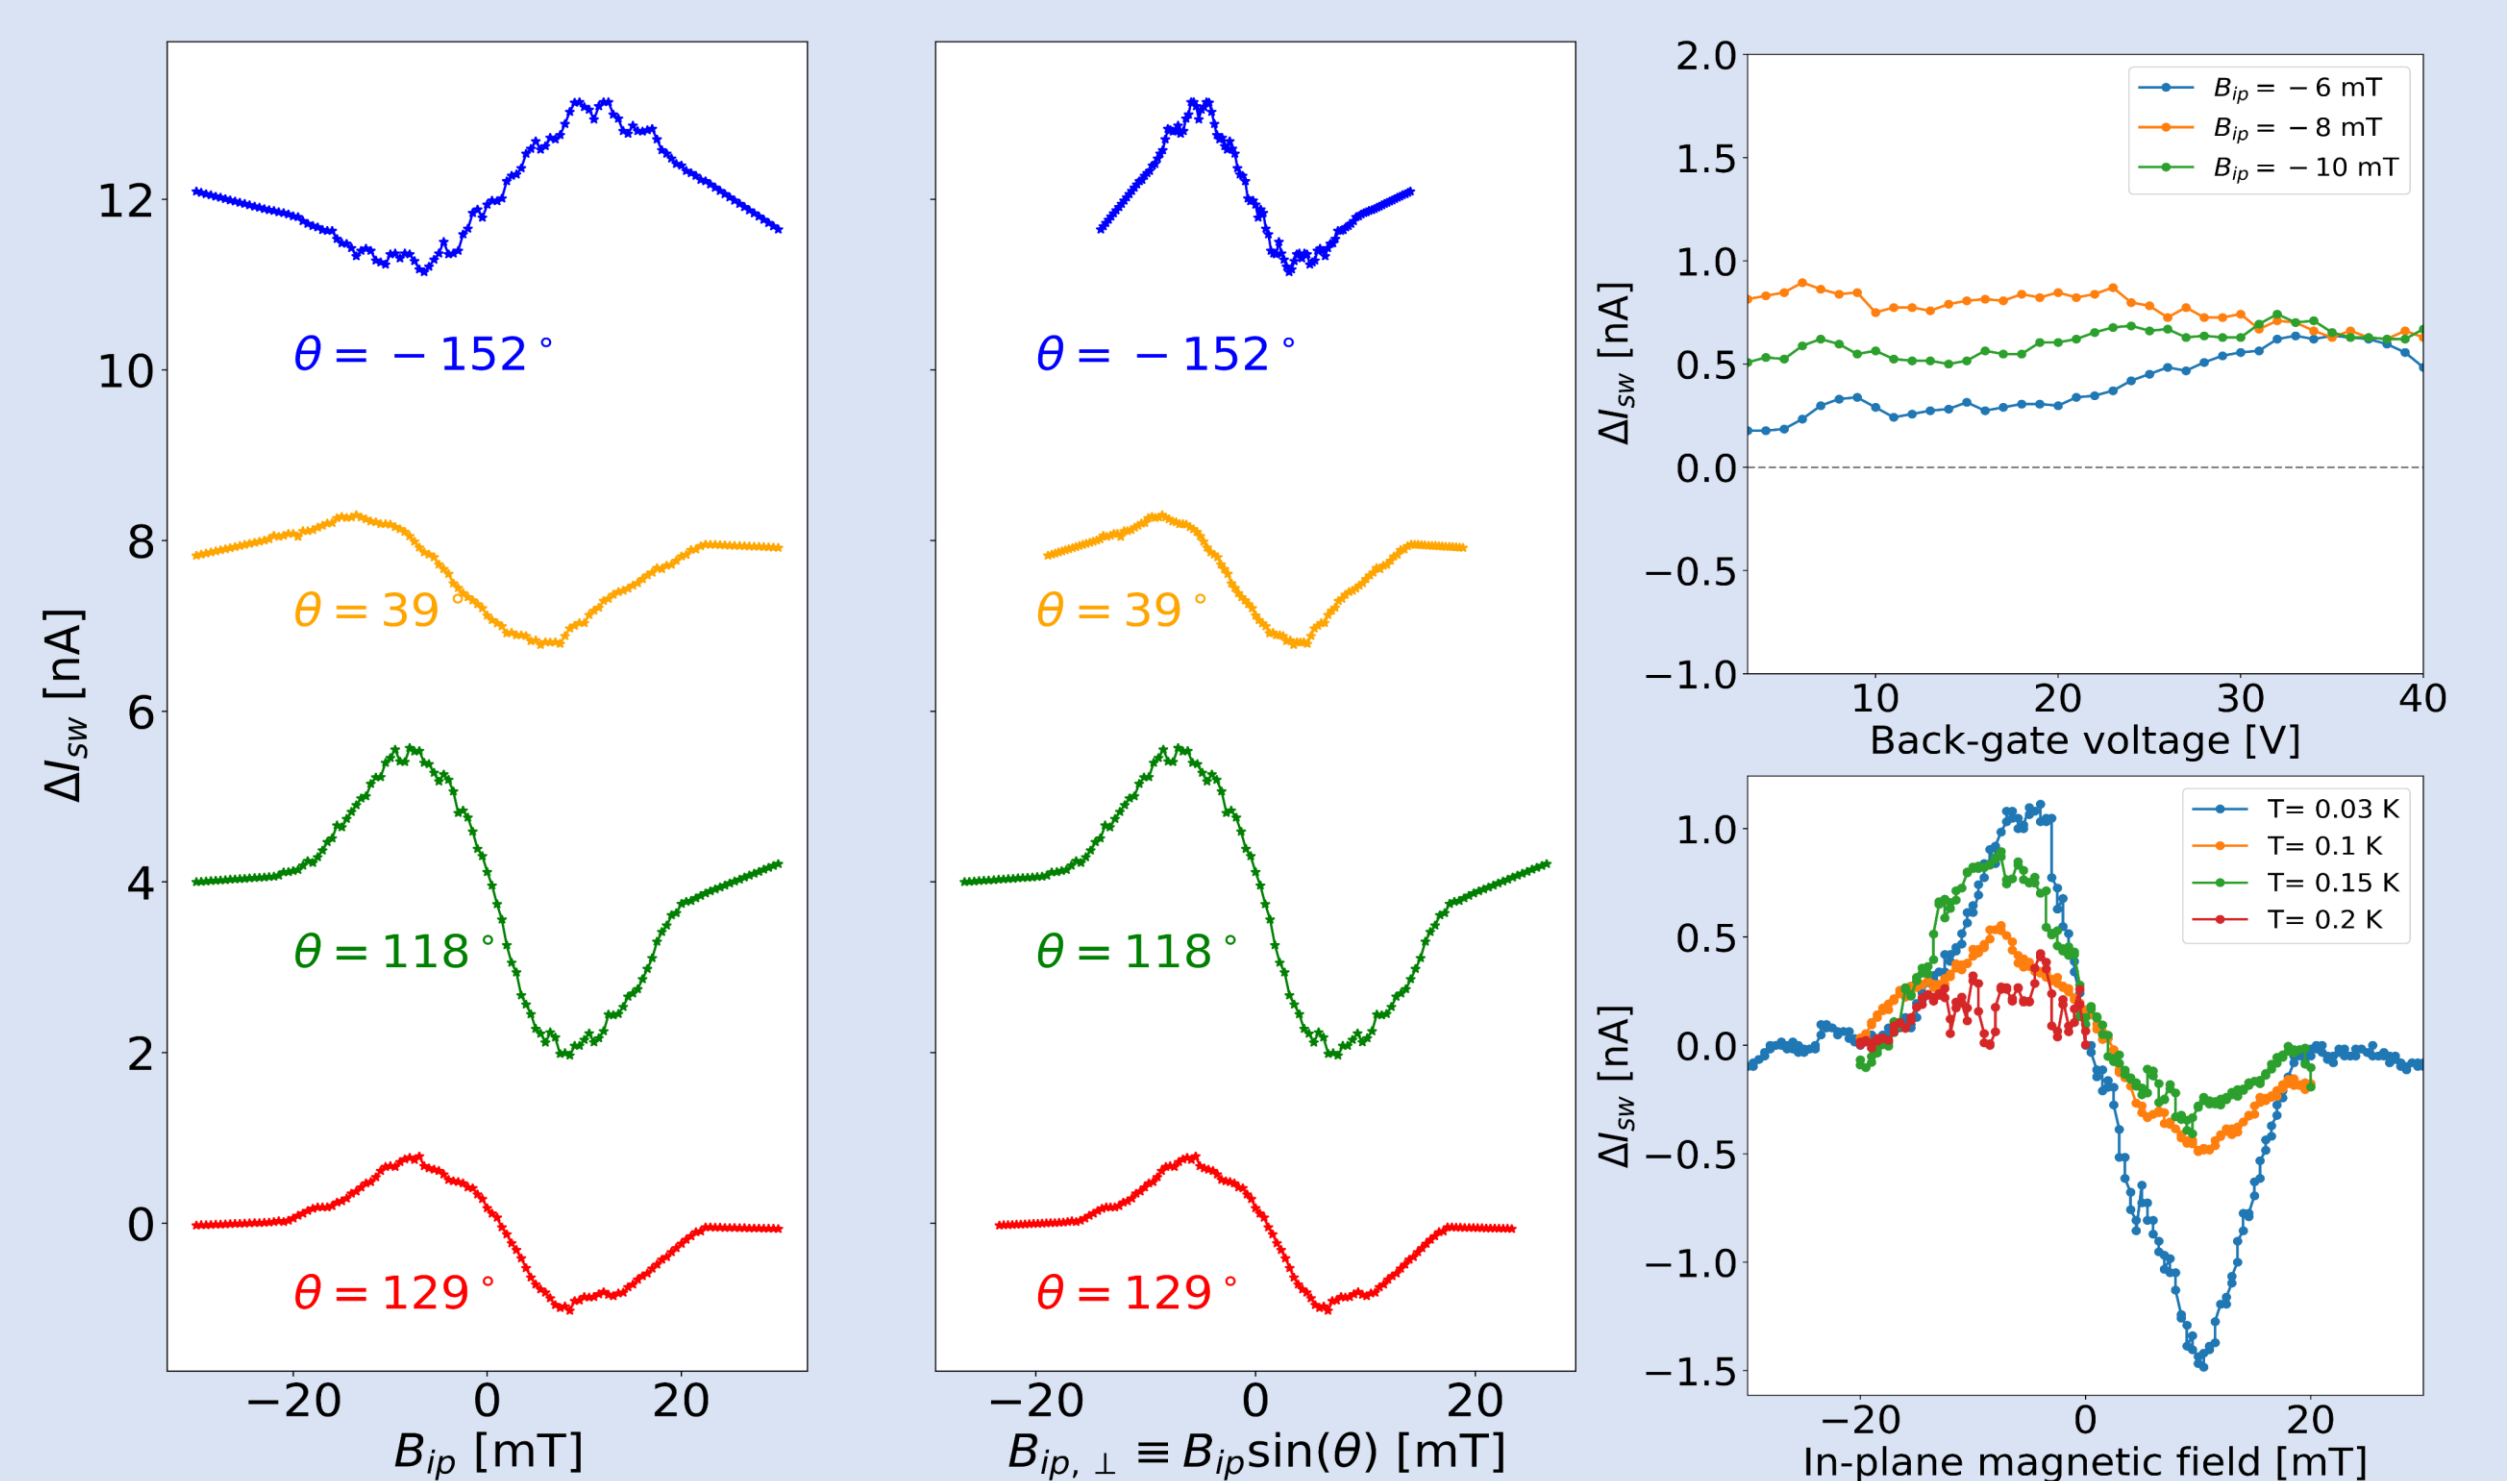 12
10
8
6
4
2
0
ΔI_sw [nA]
θ = − 152°
θ = 39°
θ = 118°
θ = 129°
−20 0 20
B_ip [mT]
θ = − 152°
θ = 39°
θ = 118°
θ = 129°
−20 0 20
B_ip, ⊥ ≡ B_ip sin(θ) [mT]
2.0
1.5
1.0
0.5
0.0
−0.5
−1.0
ΔI_sw [nA]
B_ip = − 6 mT
B_ip = − 8 mT
B_ip = − 10 mT
10 20 30 40
Back-gate voltage [V]
1.0
0.5
0.0
−0.5
−1.0
−1.5
ΔI_sw [nA]
T= 0.03 K
T= 0.1 K
T= 0.15 K
T= 0.2 K
−20 0 20
In-plane magnetic field [mT]